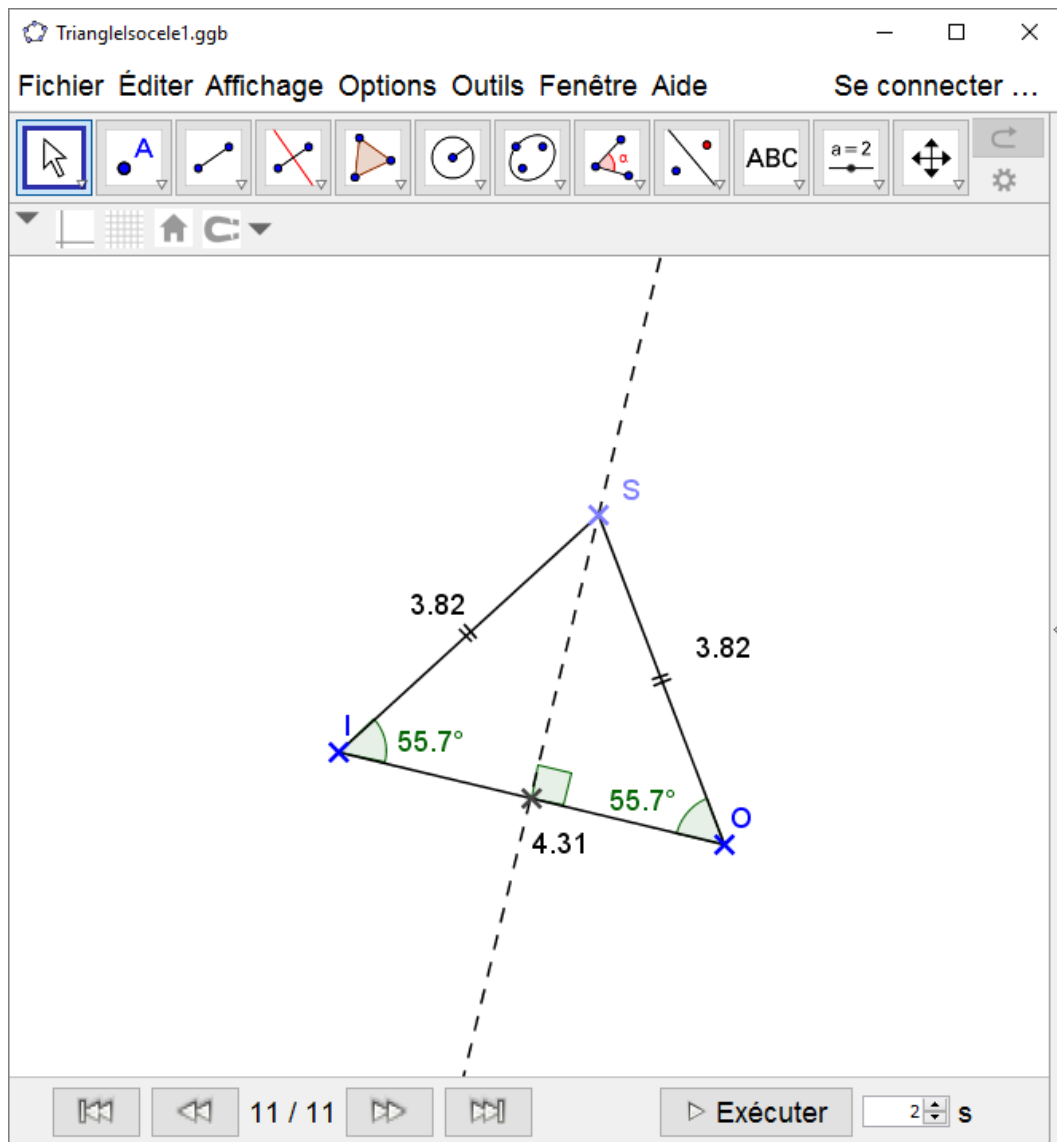 TriangleIsocele1.ggb
Fichier Éditer Affichage Options Outils Fenêtre Aide Se connecter ...
A α ABC a=2
S
3.82
3.82
I
55.7°
55.7°
O
4.31
11 / 11 Exécuter 2 s